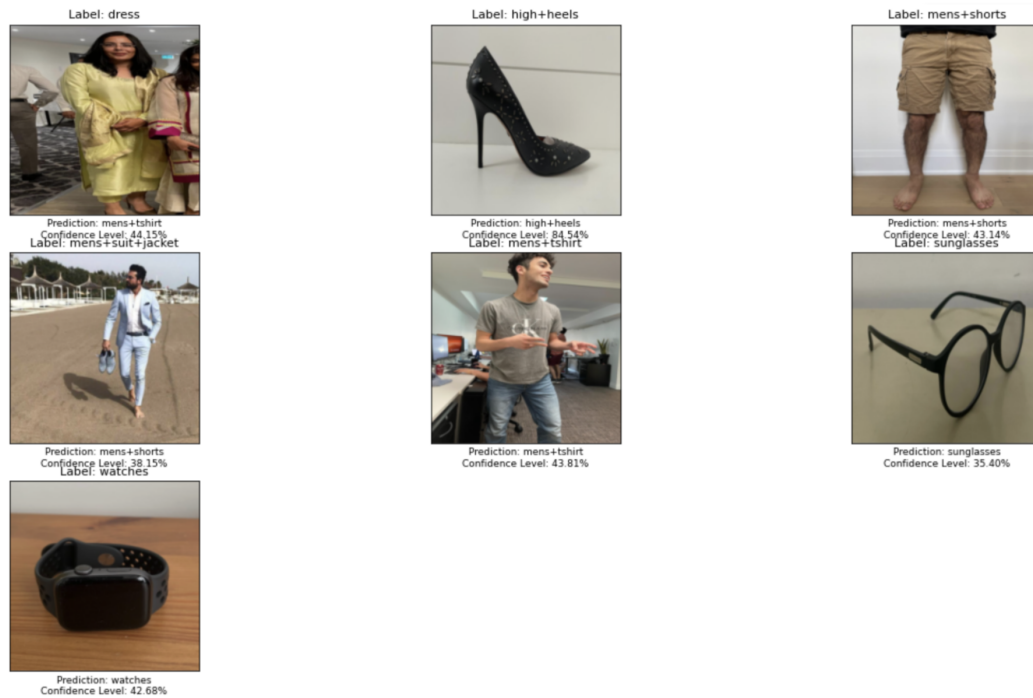 Label: dress
Label: high+heels
Label: mens+shorts
Prediction: mens+tshirt
Confidence Level: 44.15%
Prediction: high+heels
Confidence Level: 84.54%
Prediction: mens+shorts
Confidence Level: 43.14%
Label: mens+suit+jacket
Label: mens+tshirt
Label: sunglasses
ck
Prediction: mens+shorts
Confidence Level: 38.15%
Prediction: mens+tshirt
Confidence Level: 43.81%
Prediction: sunglasses
Confidence Level: 35.40%
Label: watches
Prediction: watches
Confidence Level: 42.68%